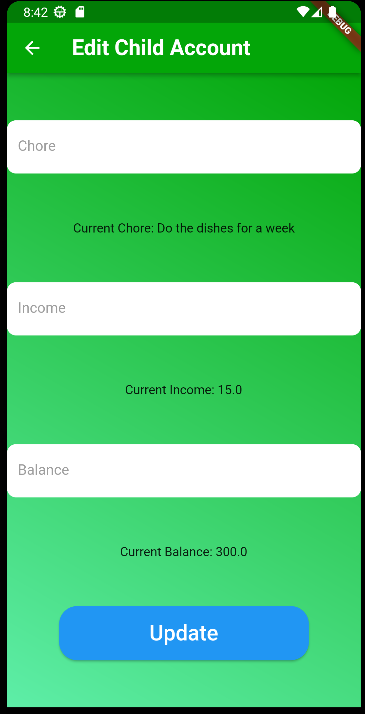 8:42
DEBUG
Edit Child Account
Chore
Current Chore: Do the dishes for a week
Income
Current Income: 15.0
Balance
Current Balance: 300.0
Update